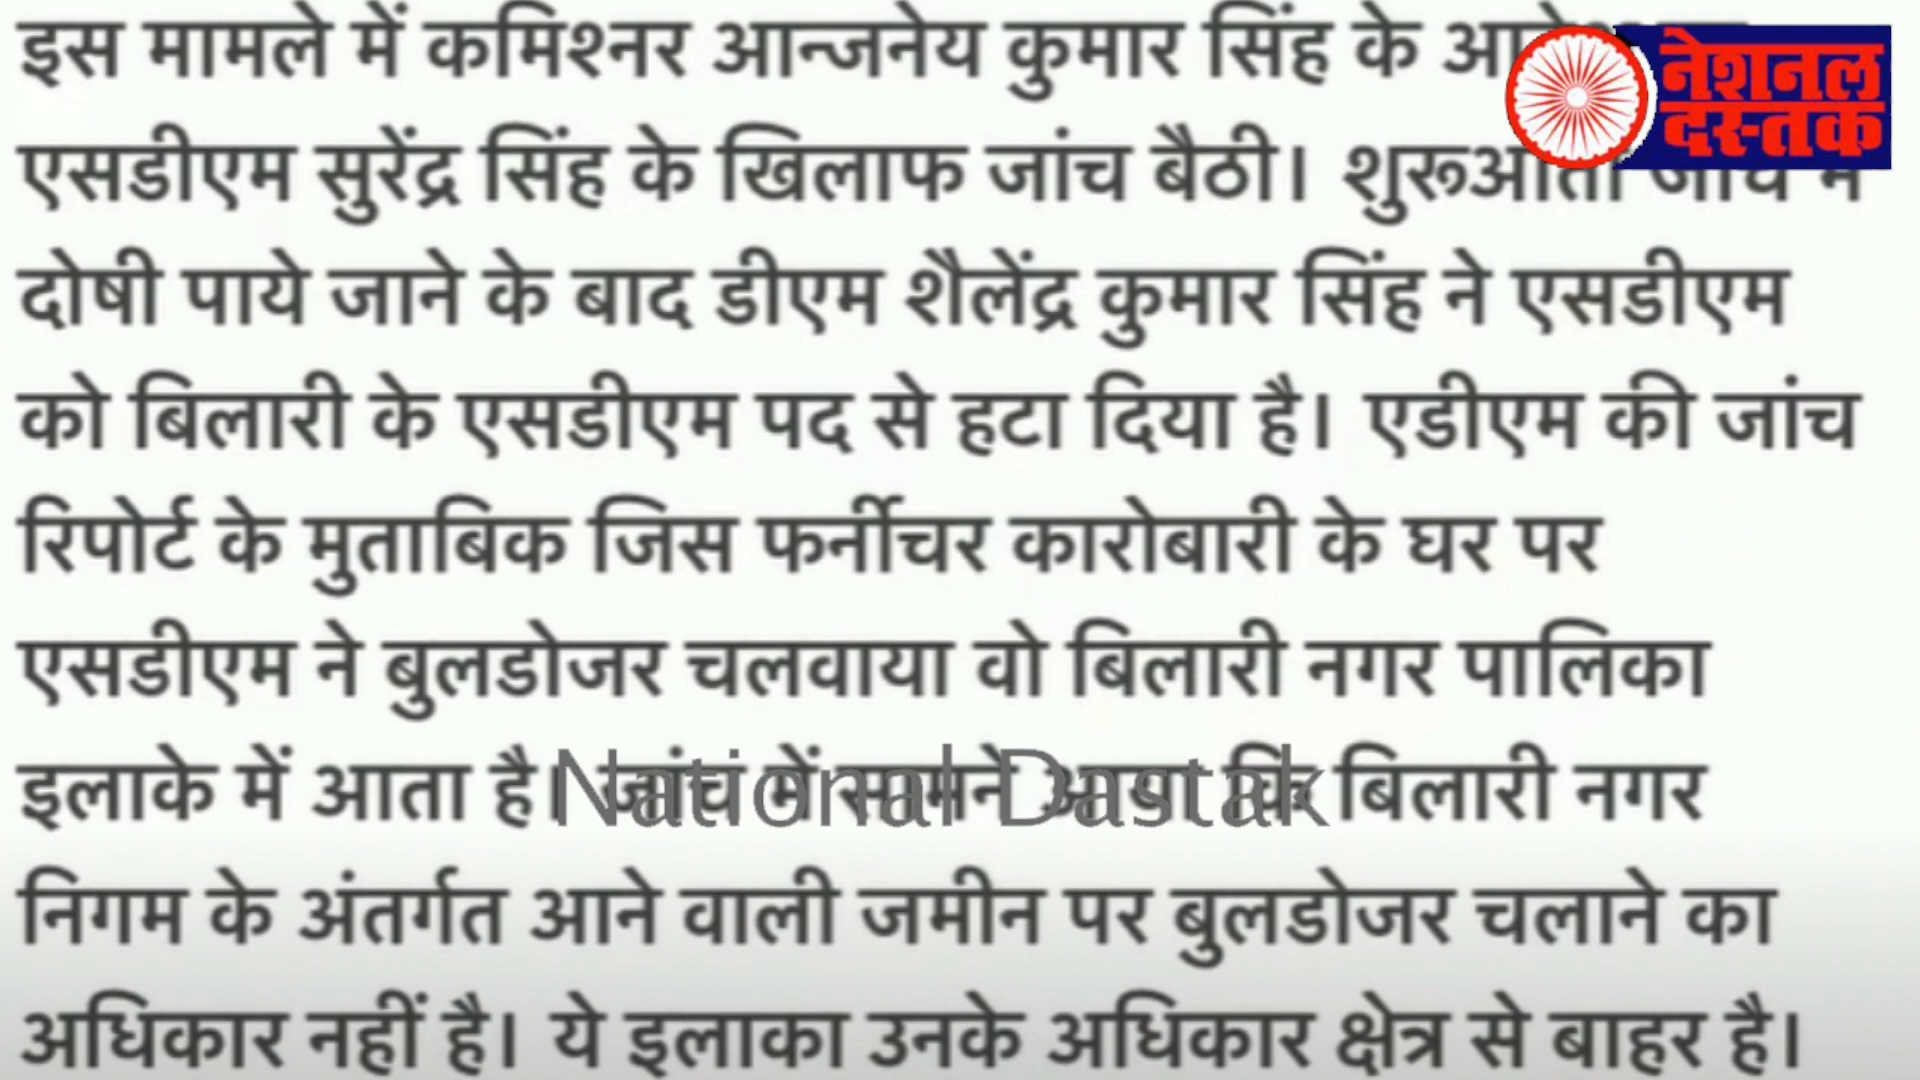 इस मामले में कमिश्नर आन्जनेय कुमार सिंह के
नेशनल
दस्तक
एसडीएम सुरेंद्र सिंह के खिलाफ जांच बैठी। शुरूआती जांच में
दोषी पाये जाने के बाद डीएम शैलेंद्र कुमार सिंह ने एसडीएम
को बिलारी के एसडीएम पद से हटा दिया है। एडीएम की जांच
रिपोर्ट के मुताबिक जिस फर्नीचर कारोबारी के घर पर
एसडीएम ने बुलडोजर चलवाया वो बिलारी नगर पालिका
इलाके में आता है। जांच में सामने आया कि बिलारी नगर
National Dastak
निगम के अंतर्गत आने वाली जमीन पर बुलडोजर चलाने का
अधिकार नहीं है। ये इलाका उनके अधिकार क्षेत्र से बाहर है।